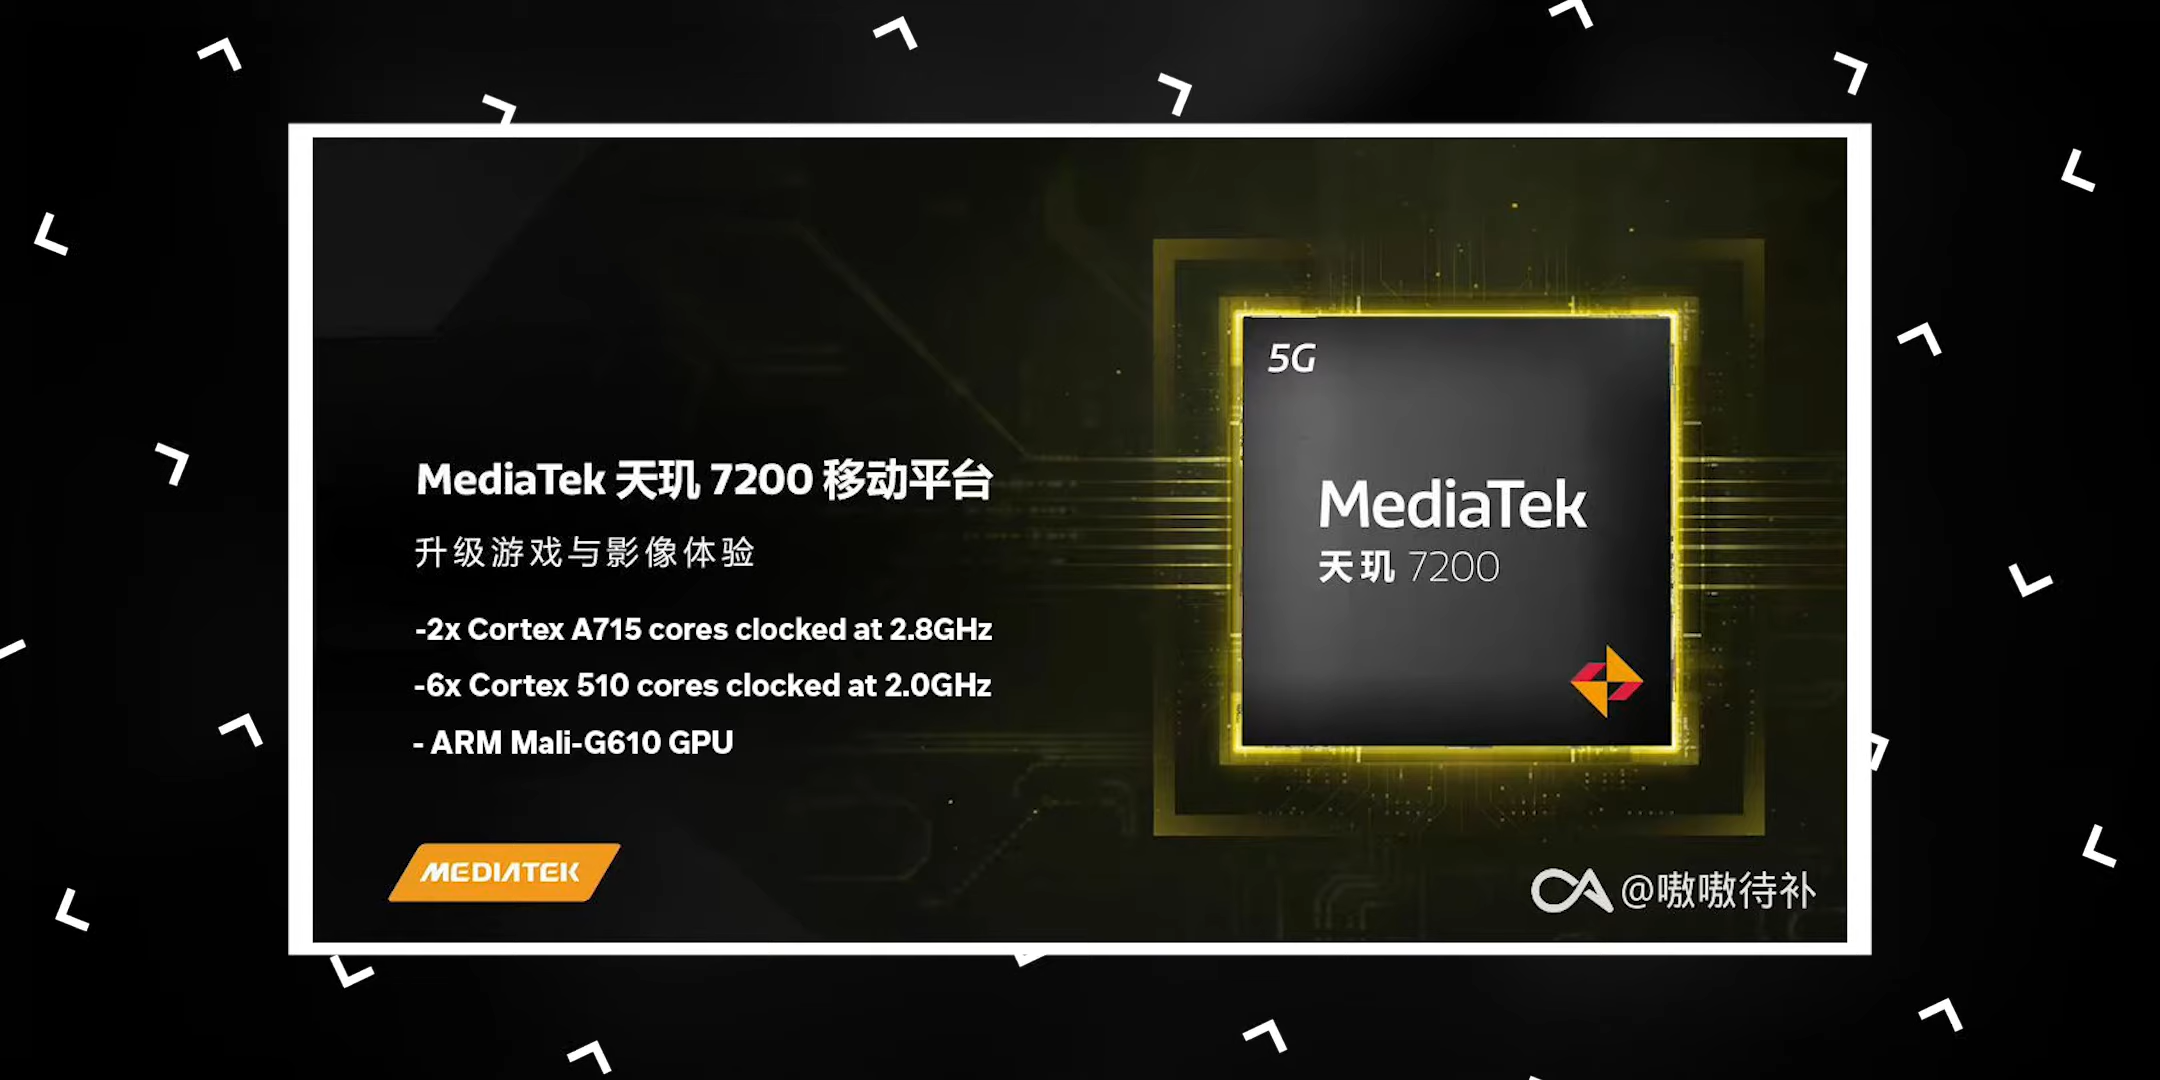 MediaTek 天玑 7200 移动平台
升级游戏与影像体验
-2x Cortex A715 cores clocked at 2.8GHz
-6x Cortex 510 cores clocked at 2.0GHz
- ARM Mali-G610 GPU
MEDIATEK
5G
MediaTek
天玑 7200
@嗷嗷待补